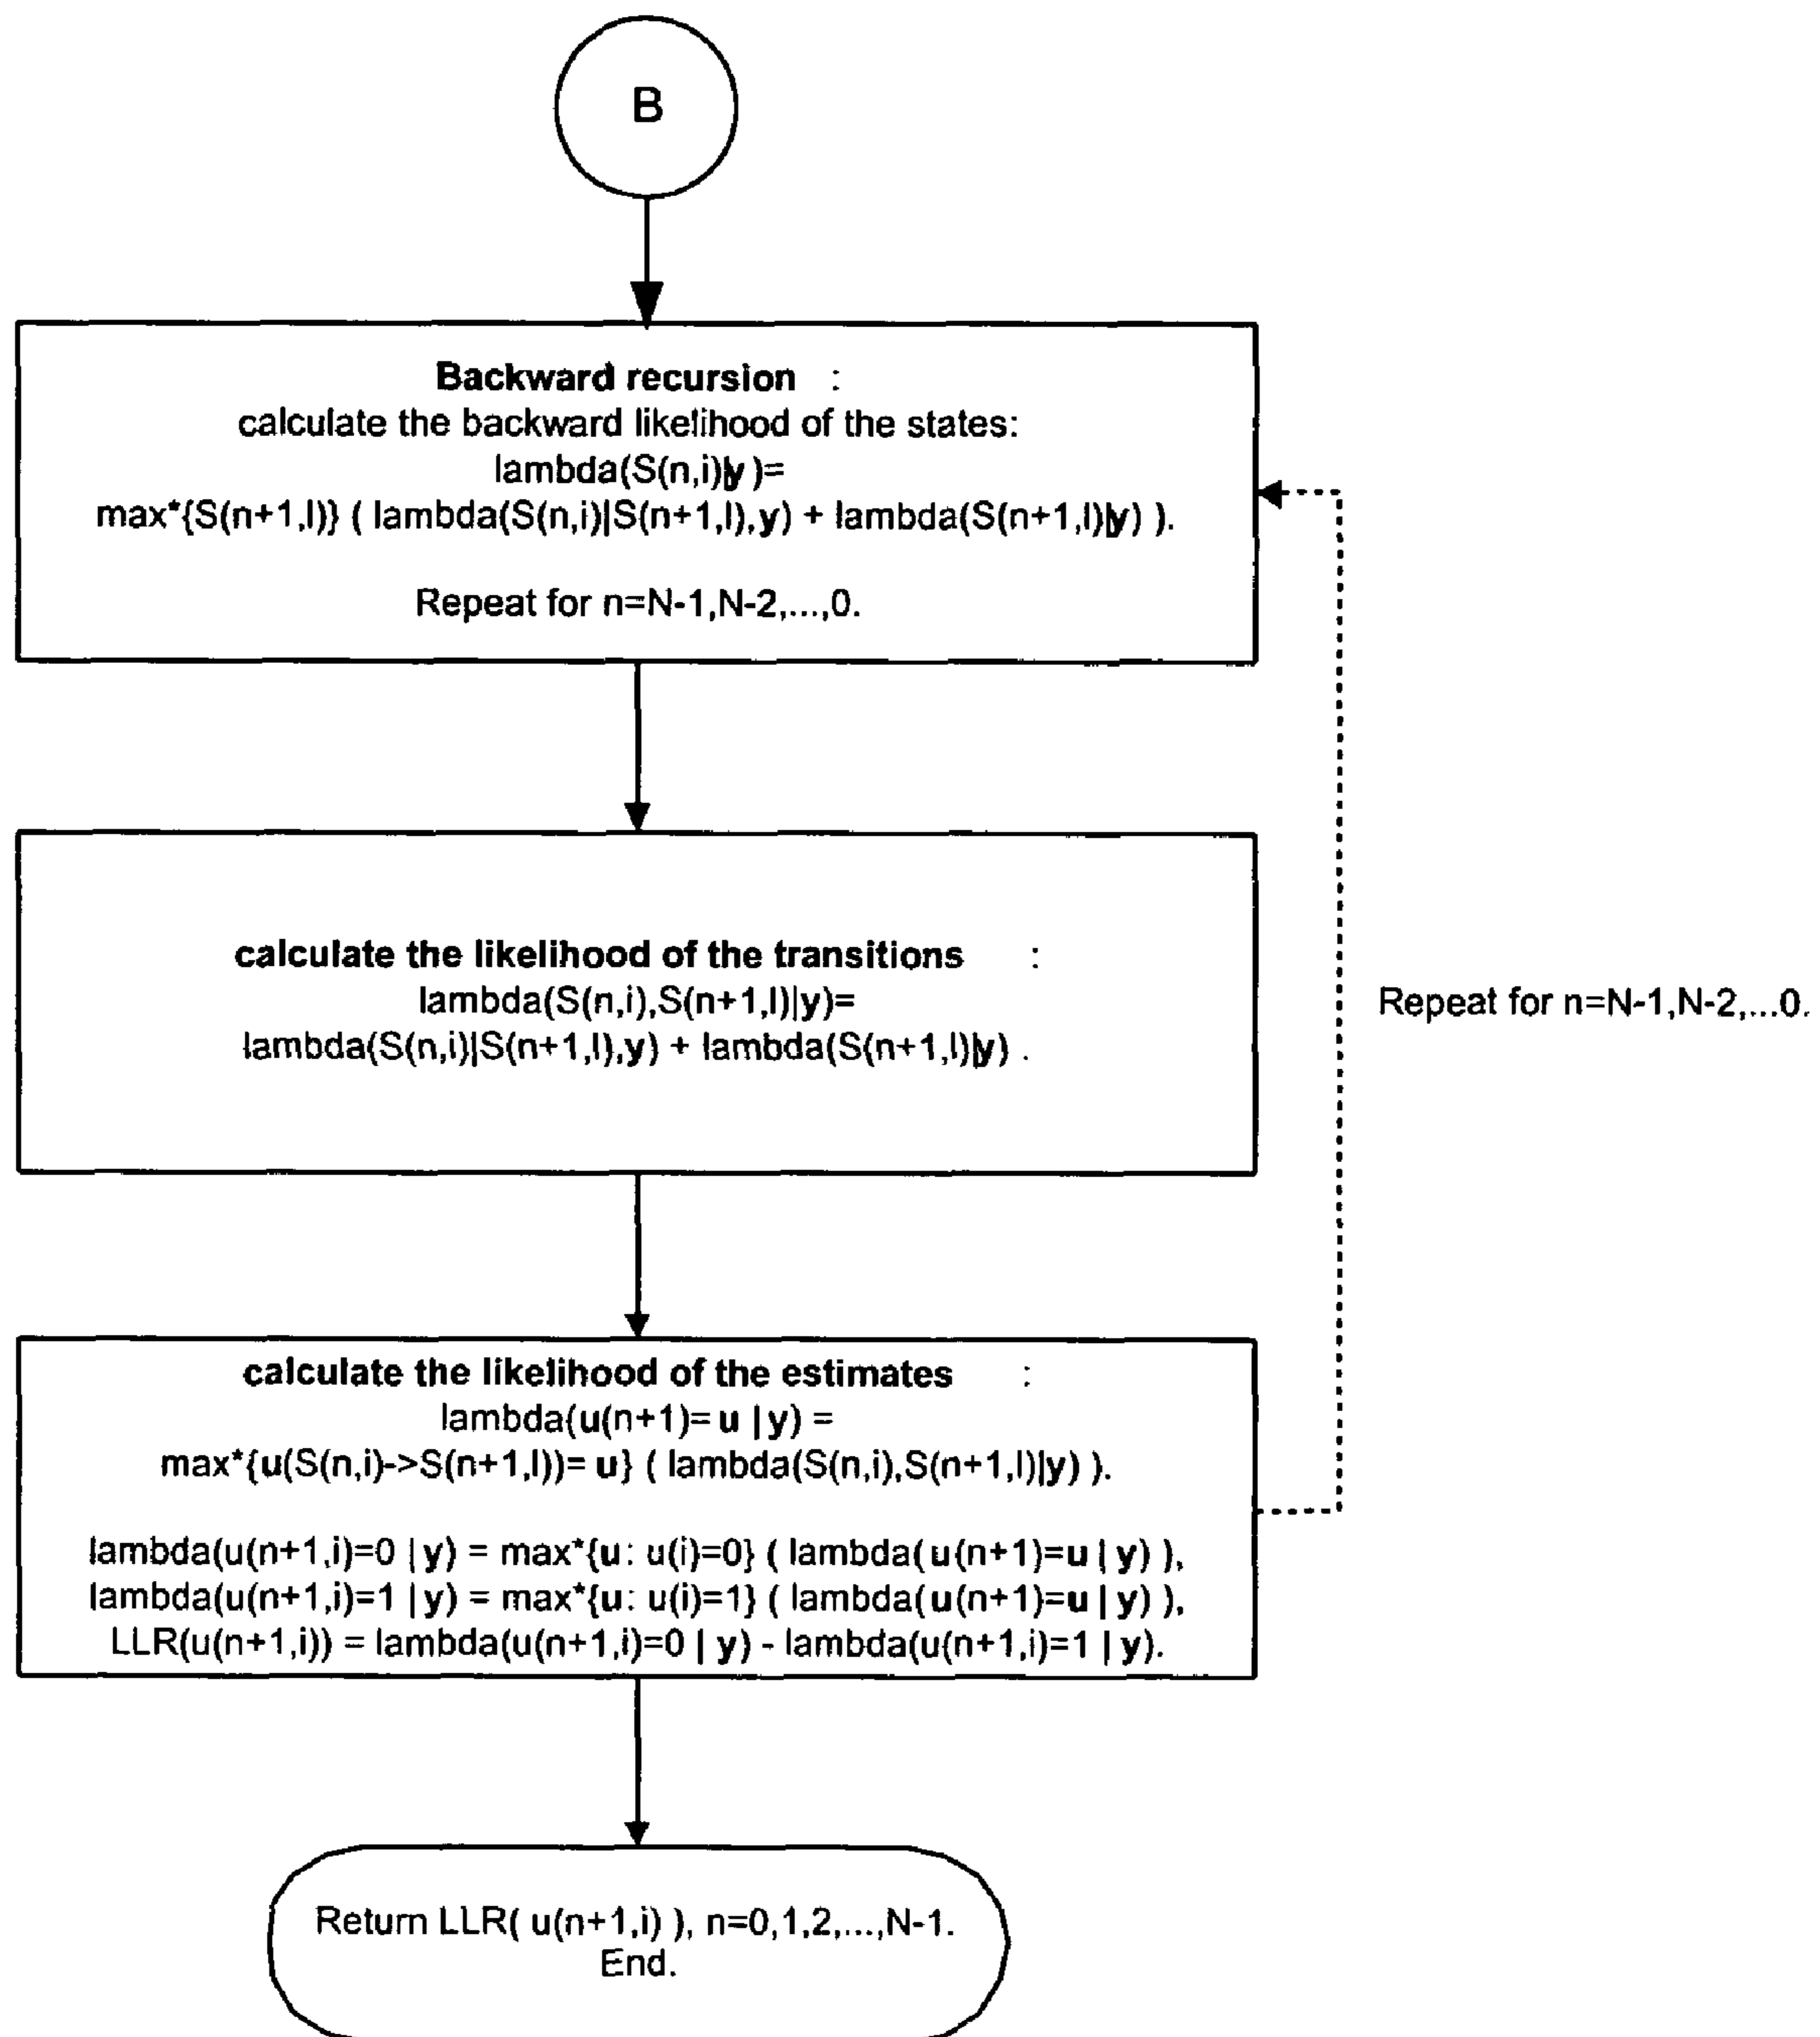 B
Backward recursion :
calculate the backward likelihood of the states:
lambda(S(n,i)|y)=
max*{S(n+1,l)} ( lambda(S(n,i)|S(n+1,l),y) + lambda(S(n+1,l)|y) ).
Repeat for n=N-1,N-2,...,0.
calculate the likelihood of the transitions :
lambda(S(n,i),S(n+1,l)|y)=
lambda(S(n,i)|S(n+1,l),y) + lambda(S(n+1,l)|y) .
Repeat for n=N-1,N-2,...0.
calculate the likelihood of the estimates :
lambda(u(n+1)= u | y) =
max*{u(S(n,i)->S(n+1,l))= u} ( lambda(S(n,i),S(n+1,l)|y) ).
lambda(u(n+1,i)=0 | y) = max*{u: u(i)=0} ( lambda( u(n+1)=u | y) ),
lambda(u(n+1,i)=1 | y) = max*{u: u(i)=1} ( lambda( u(n+1)=u | y) ),
LLR(u(n+1,i)) = lambda(u(n+1,i)=0 | y) - lambda(u(n+1,i)=1 | y).
Return LLR( u(n+1,i) ), n=0,1,2,...,N-1.
End.